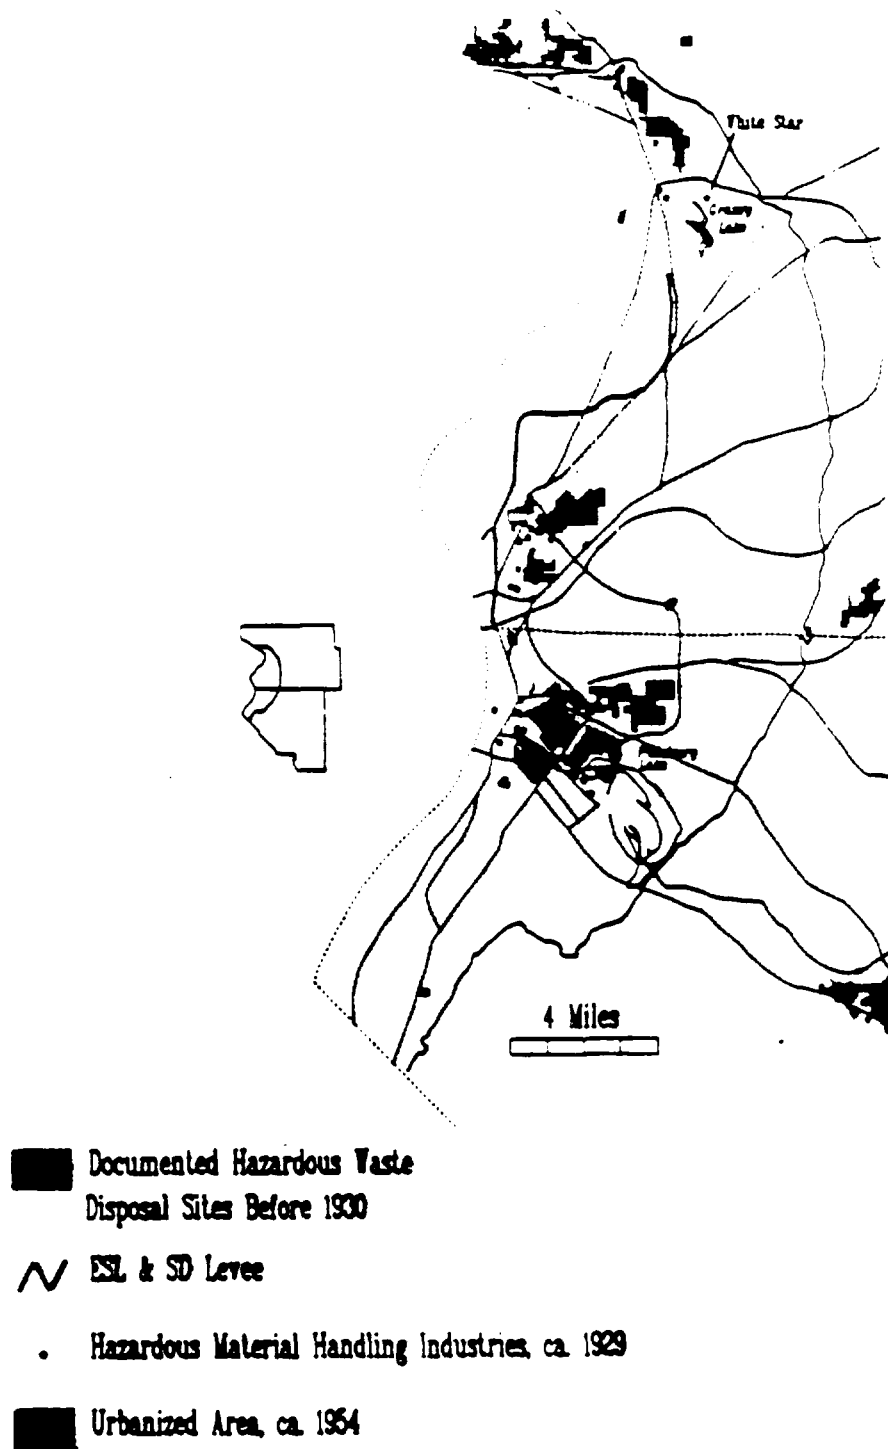 White Star
Lake
4 Miles
Documented Hazardous Waste
Disposal Sites Before 1930
ESL & SD Levee
Hazardous Material Handling Industries, ca. 1929
Urbanized Area, ca. 1954